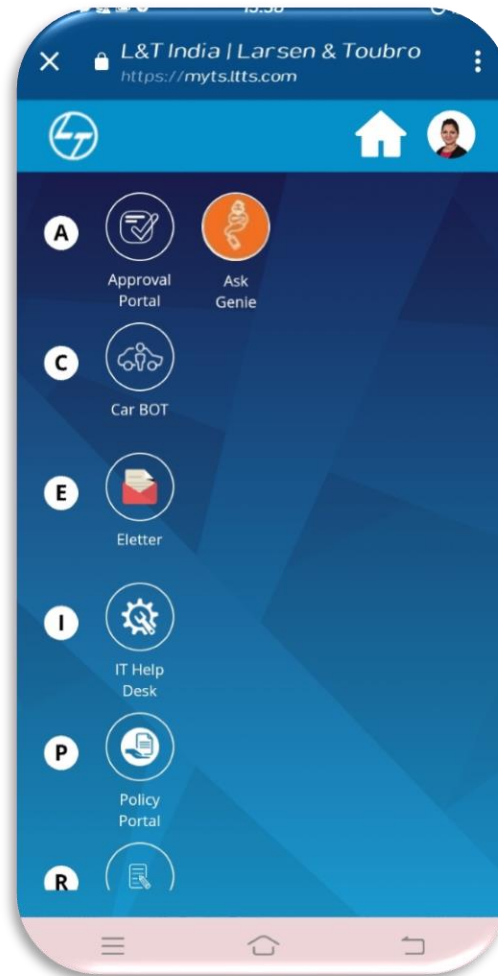 L&T India | Larsen & Toubro
https://myts.ltts.com
LT
A
Approval
Portal
Ask
Genie
C
Car BOT
E
Eletter
I
IT Help
Desk
P
Policy
Portal
R